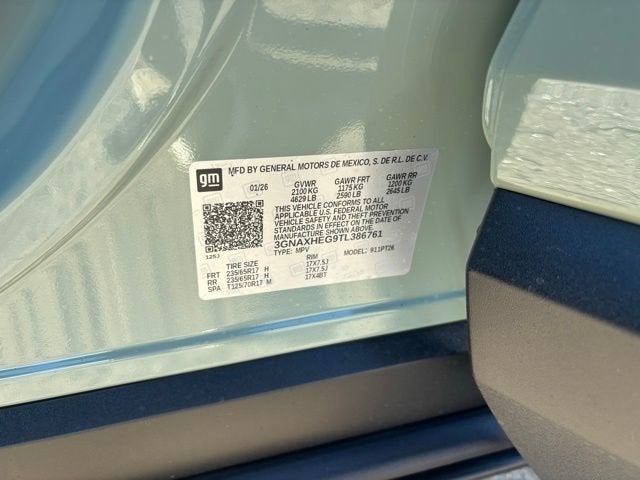 gm
MFD BY GENERAL MOTORS DE MEXICO, S. DE R.L. DE C.V.
01/26 GVWR GAWR FRT GAWR RR
2100 KG 1175 KG 1200 KG
4629 LB 2590 LB 2645 LB
THIS VEHICLE CONFORMS TO ALL
APPLICABLE U.S. FEDERAL MOTOR
VEHICLE SAFETY AND THEFT PREVENTION
STANDARDS IN EFFECT ON THE DATE OF
MANUFACTURE SHOWN ABOVE.
3GNAXHEG9TL386761
TYPE: MPV MODEL: 911PT26
125J
TIRE SIZE RIM
FRT 235/65R17 H 17X7.5J
RR 235/65R17 H 17X7.5J
SPA T125/70R17 M 17X4BT